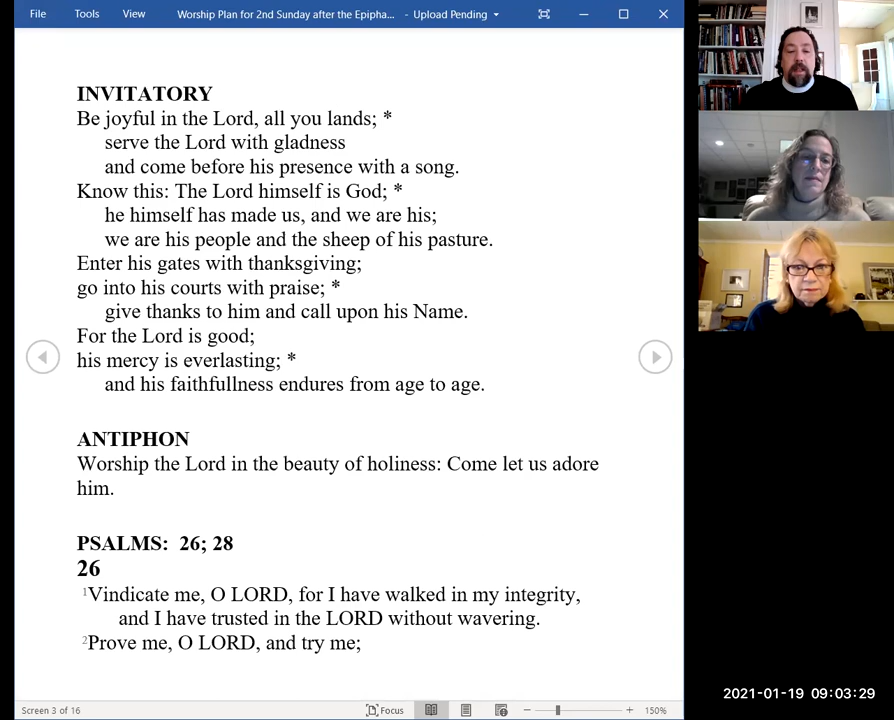 File Tools View Worship Plan for 2nd Sunday after the Epipha... - Upload Pending
INVITATORY
Be joyful in the Lord, all you lands; *
serve the Lord with gladness
and come before his presence with a song.
Know this: The Lord himself is God; *
he himself has made us, and we are his;
we are his people and the sheep of his pasture.
Enter his gates with thanksgiving;
go into his courts with praise; *
give thanks to him and call upon his Name.
For the Lord is good;
his mercy is everlasting; *
and his faithfullness endures from age to age.
ANTIPHON
Worship the Lord in the beauty of holiness: Come let us adore
him.
PSALMS: 26; 28
26
1Vindicate me, O LORD, for I have walked in my integrity,
and I have trusted in the LORD without wavering.
2Prove me, O LORD, and try me;
Screen 3 of 16 Focus 150%
2021-01-19 09:03:29